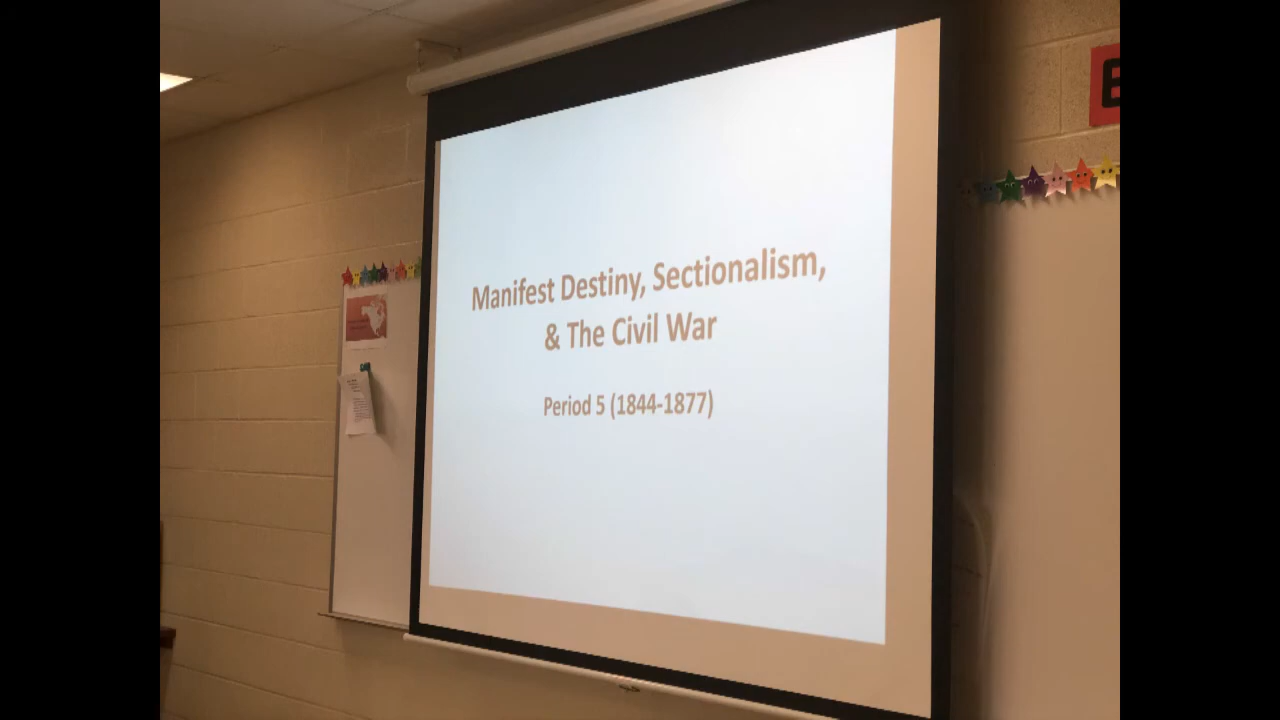 Manifest Destiny, Sectionalism,
& The Civil War
Period 5 (1844-1877)